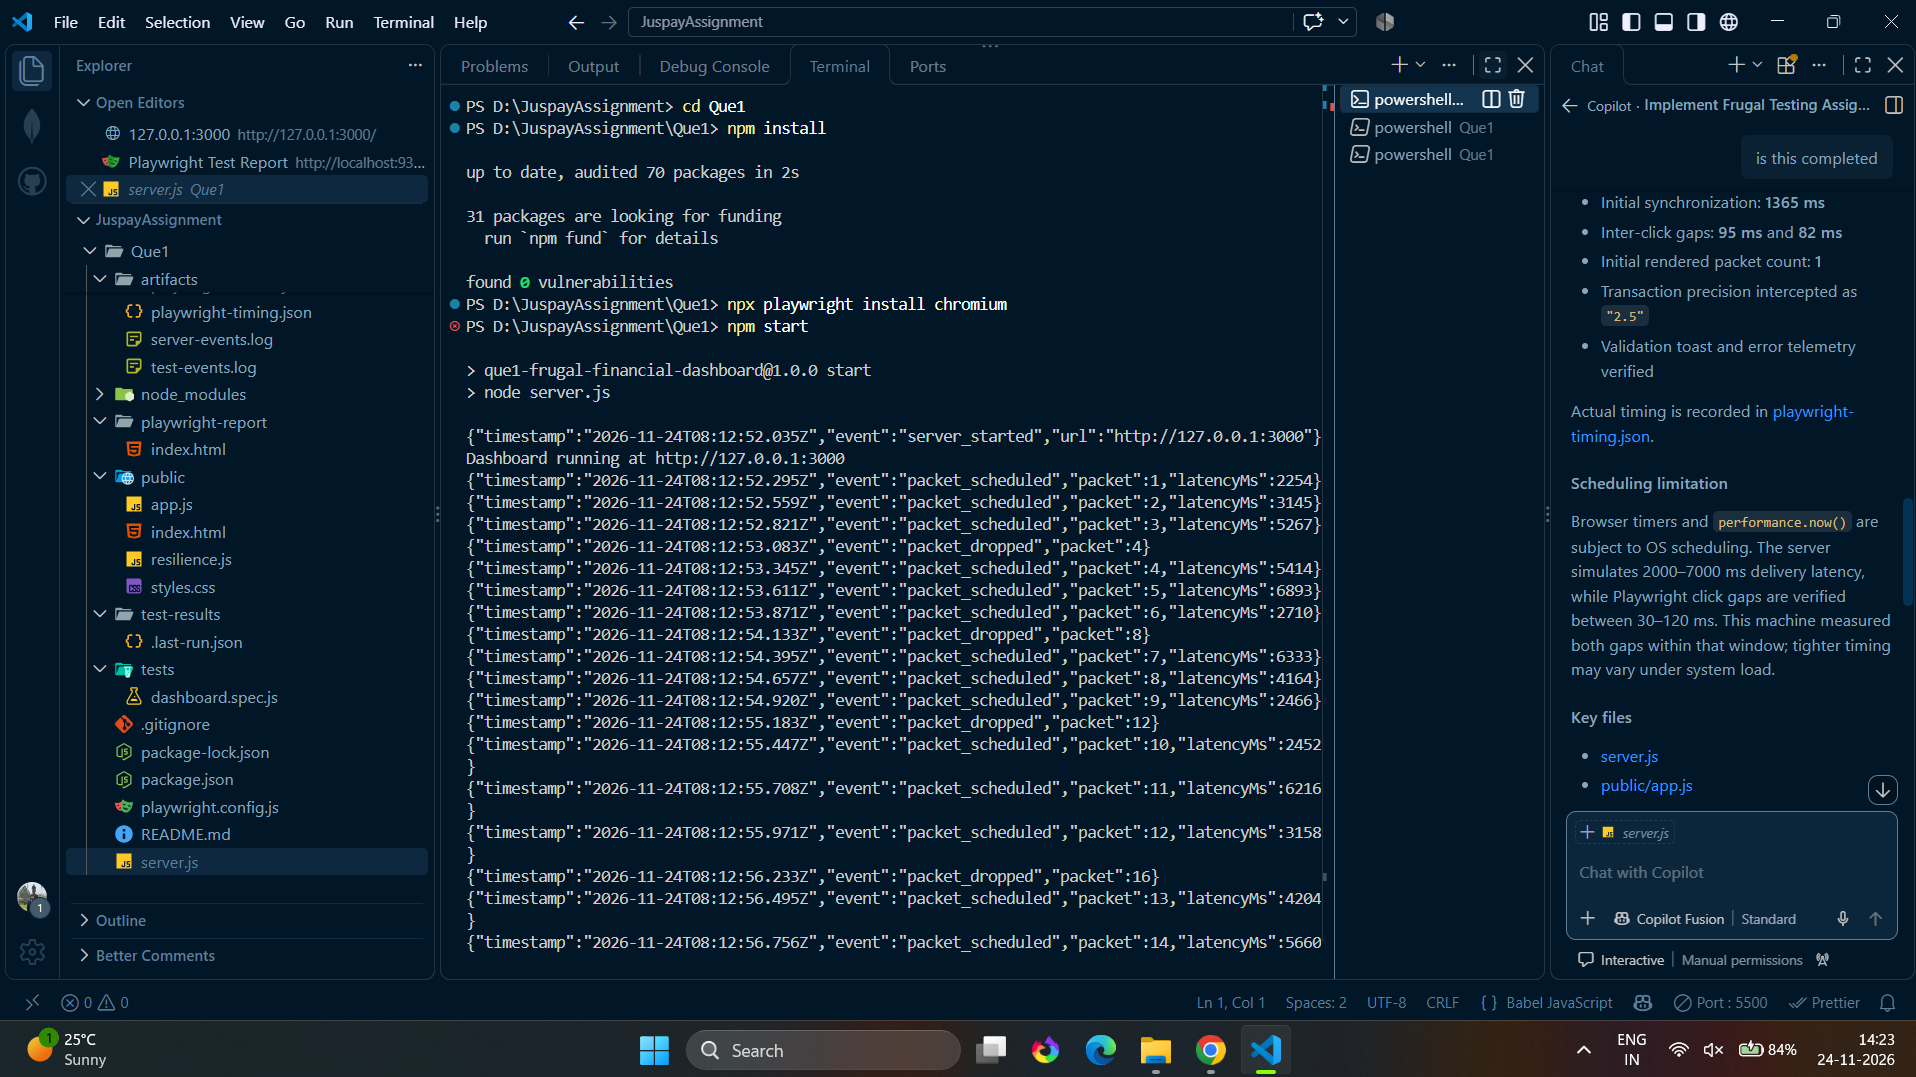 File Edit Selection View Go Run Terminal Help
JuspayAssignment
Explorer
Open Editors
127.0.0.1:3000 http://127.0.0.1:3000/
Playwright Test Report http://localhost:93...
server.js Que1
JuspayAssignment
Que1
artifacts
playwright-timing.json
server-events.log
test-events.log
node_modules
playwright-report
index.html
public
app.js
index.html
resilience.js
styles.css
test-results
.last-run.json
tests
dashboard.spec.js
.gitignore
package-lock.json
package.json
playwright.config.js
README.md
server.js
Outline
Better Comments
1
Problems Output Debug Console Terminal Ports
PS D:\JuspayAssignment> cd Que1
PS D:\JuspayAssignment\Que1> npm install
up to date, audited 70 packages in 2s
31 packages are looking for funding
run `npm fund` for details
found 0 vulnerabilities
PS D:\JuspayAssignment\Que1> npx playwright install chromium
PS D:\JuspayAssignment\Que1> npm start
> que1-frugal-financial-dashboard@1.0.0 start
> node server.js
{"timestamp":"2026-11-24T08:12:52.035Z","event":"server_started","url":"http://127.0.0.1:3000"}
Dashboard running at http://127.0.0.1:3000
{"timestamp":"2026-11-24T08:12:52.295Z","event":"packet_scheduled","packet":1,"latencyMs":2254}
{"timestamp":"2026-11-24T08:12:52.559Z","event":"packet_scheduled","packet":2,"latencyMs":3145}
{"timestamp":"2026-11-24T08:12:52.821Z","event":"packet_scheduled","packet":3,"latencyMs":5267}
{"timestamp":"2026-11-24T08:12:53.083Z","event":"packet_dropped","packet":4}
{"timestamp":"2026-11-24T08:12:53.345Z","event":"packet_scheduled","packet":4,"latencyMs":5414}
{"timestamp":"2026-11-24T08:12:53.611Z","event":"packet_scheduled","packet":5,"latencyMs":6893}
{"timestamp":"2026-11-24T08:12:53.871Z","event":"packet_scheduled","packet":6,"latencyMs":2710}
{"timestamp":"2026-11-24T08:12:54.133Z","event":"packet_dropped","packet":8}
{"timestamp":"2026-11-24T08:12:54.395Z","event":"packet_scheduled","packet":7,"latencyMs":6333}
{"timestamp":"2026-11-24T08:12:54.657Z","event":"packet_scheduled","packet":8,"latencyMs":4164}
{"timestamp":"2026-11-24T08:12:54.920Z","event":"packet_scheduled","packet":9,"latencyMs":2466}
{"timestamp":"2026-11-24T08:12:55.183Z","event":"packet_dropped","packet":12}
{"timestamp":"2026-11-24T08:12:55.447Z","event":"packet_scheduled","packet":10,"latencyMs":2452
}
{"timestamp":"2026-11-24T08:12:55.708Z","event":"packet_scheduled","packet":11,"latencyMs":6216
}
{"timestamp":"2026-11-24T08:12:55.971Z","event":"packet_scheduled","packet":12,"latencyMs":3158
}
{"timestamp":"2026-11-24T08:12:56.233Z","event":"packet_dropped","packet":16}
{"timestamp":"2026-11-24T08:12:56.495Z","event":"packet_scheduled","packet":13,"latencyMs":4204
}
{"timestamp":"2026-11-24T08:12:56.756Z","event":"packet_scheduled","packet":14,"latencyMs":5660
powershell...
powershell Que1
powershell Que1
Chat
Copilot · Implement Frugal Testing Assig...
is this completed
• Initial synchronization: 1365 ms
• Inter-click gaps: 95 ms and 82 ms
• Initial rendered packet count: 1
• Transaction precision intercepted as
"2.5"
• Validation toast and error telemetry
verified
Actual timing is recorded in playwright-
timing.json.
Scheduling limitation
Browser timers and performance.now() are
subject to OS scheduling. The server
simulates 2000–7000 ms delivery latency,
while Playwright click gaps are verified
between 30–120 ms. This machine measured
both gaps within that window; tighter timing
may vary under system load.
Key files
• server.js
• public/app.js
server.js
Chat with Copilot
Copilot Fusion Standard
Interactive Manual permissions
0 0
Ln 1, Col 1 Spaces: 2 UTF-8 CRLF { } Babel JavaScript Port : 5500 Prettier
1
25°C
Sunny
Search
ENG
IN
84%
14:23
24-11-2026